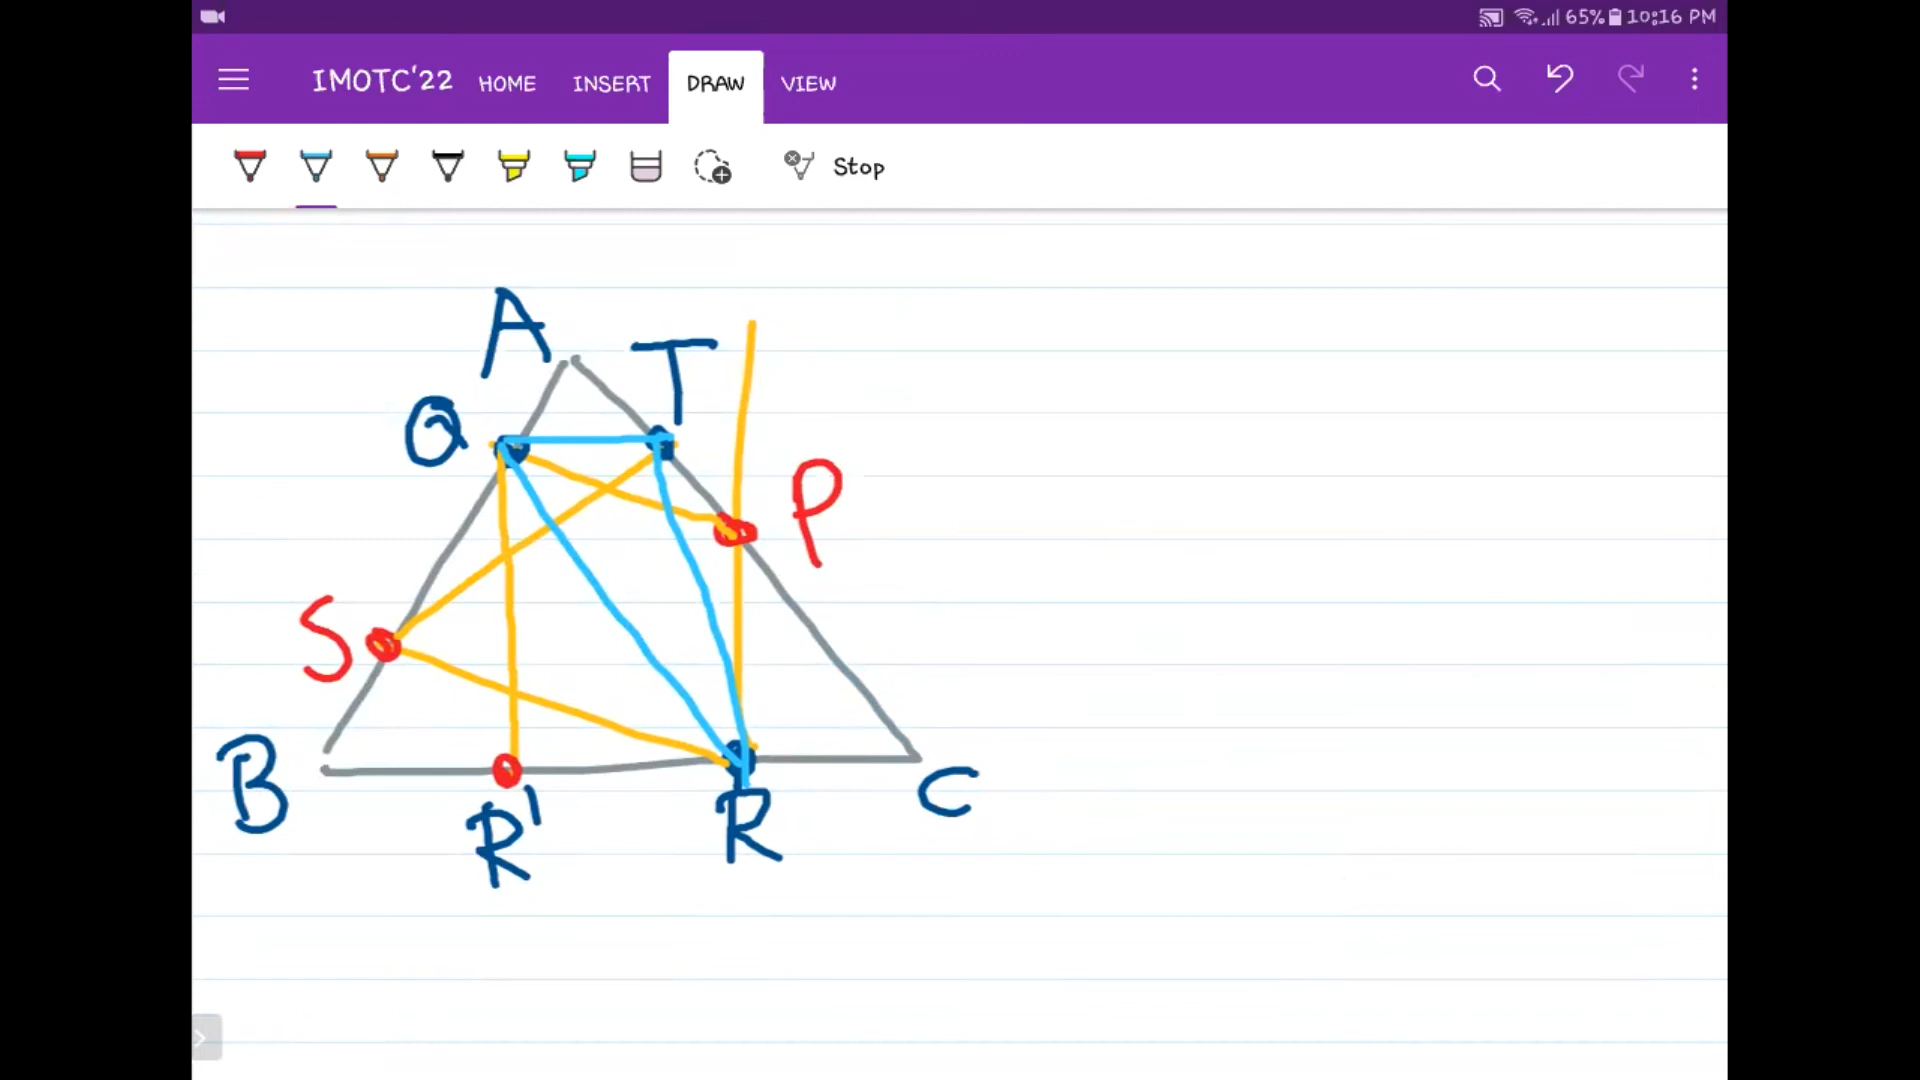 65% 10:16 PM
IMOTC'22 HOME INSERT DRAW VIEW
Stop
A
T
Q
P
S
B
R'
R
C